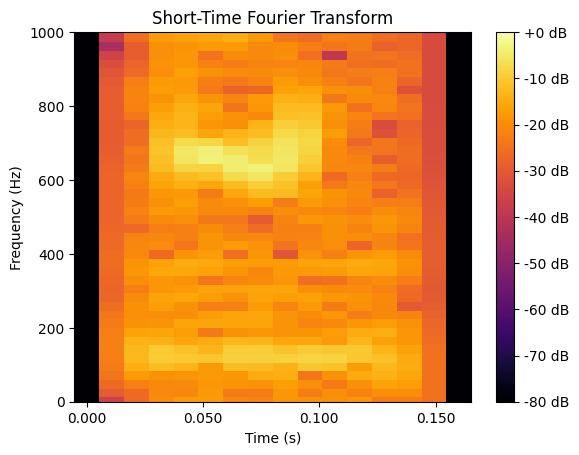 Short-Time Fourier Transform
1000
800
600
400
200
0
Frequency (Hz)
0.000
0.050
0.100
0.150
Time (s)
+0 dB
-10 dB
-20 dB
-30 dB
-40 dB
-50 dB
-60 dB
-70 dB
-80 dB